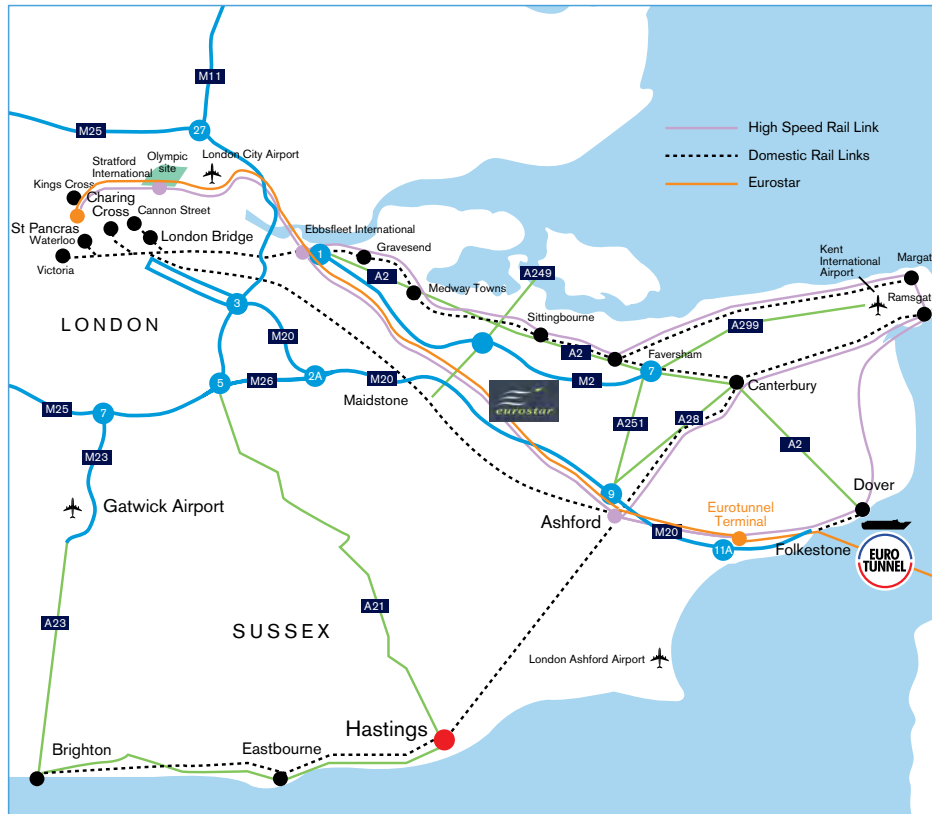 M11
M25
27
High Speed Rail Link
Domestic Rail Links
Eurostar
Olympic
site
London City Airport
Stratford
International
Kings Cross
Charing
Cross
Cannon Street
St Pancras
Waterloo
London Bridge
Victoria
Ebbsfleet International
1
Gravesend
A2
Medway Towns
A249
Kent
International
Airport
Margat
Ramsgat
LONDON
3
M20
Sittingbourne
A299
A2
Faversham
7
M2
Canterbury
5
M26
2A
M20
Maidstone
eurostar
M25
7
A251
A28
A2
M23
Gatwick Airport
9
Ashford
Eurotunnel
Terminal
M20
11A
Folkestone
Dover
EURO
TUNNEL
A23
A21
SUSSEX
London Ashford Airport
Hastings
Brighton
Eastbourne